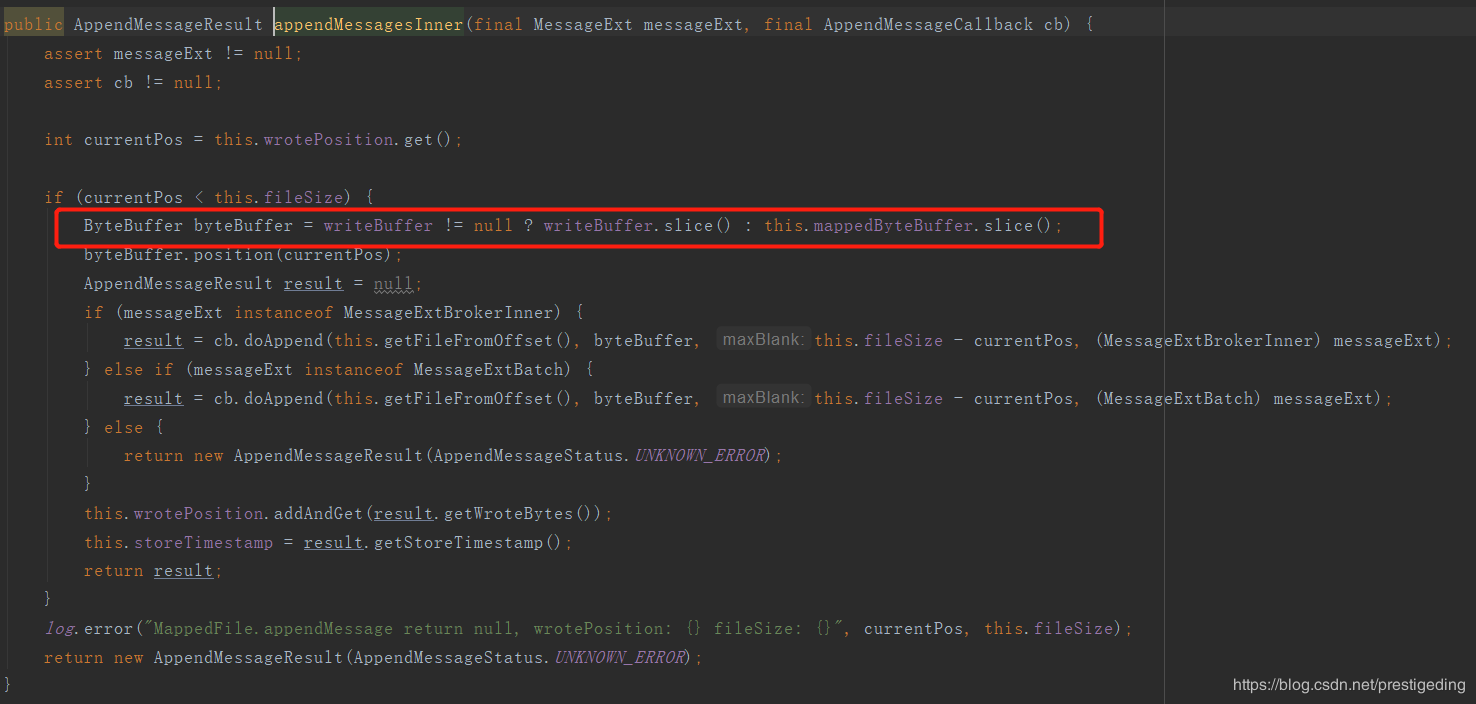 public AppendMessageResult appendMessagesInner(final MessageExt messageExt, final AppendMessageCallback cb) {
    assert messageExt != null;
    assert cb != null;

    int currentPos = this.wrotePosition.get();

    if (currentPos < this.fileSize) {
        ByteBuffer byteBuffer = writeBuffer != null ? writeBuffer.slice() : this.mappedByteBuffer.slice();
        byteBuffer.position(currentPos);
        AppendMessageResult result = null;
        if (messageExt instanceof MessageExtBrokerInner) {
            result = cb.doAppend(this.getFileFromOffset(), byteBuffer, maxBlank: this.fileSize - currentPos, (MessageExtBrokerInner) messageExt);
        } else if (messageExt instanceof MessageExtBatch) {
            result = cb.doAppend(this.getFileFromOffset(), byteBuffer, maxBlank: this.fileSize - currentPos, (MessageExtBatch) messageExt);
        } else {
            return new AppendMessageResult(AppendMessageStatus.UNKNOWN_ERROR);
        }
        this.wrotePosition.addAndGet(result.getWroteBytes());
        this.storeTimestamp = result.getStoreTimestamp();
        return result;
    }
    log.error("MappedFile.appendMessage return null, wrotePosition: {} fileSize: {}", currentPos, this.fileSize);
    return new AppendMessageResult(AppendMessageStatus.UNKNOWN_ERROR);
}
https://blog.csdn.net/prestigeding